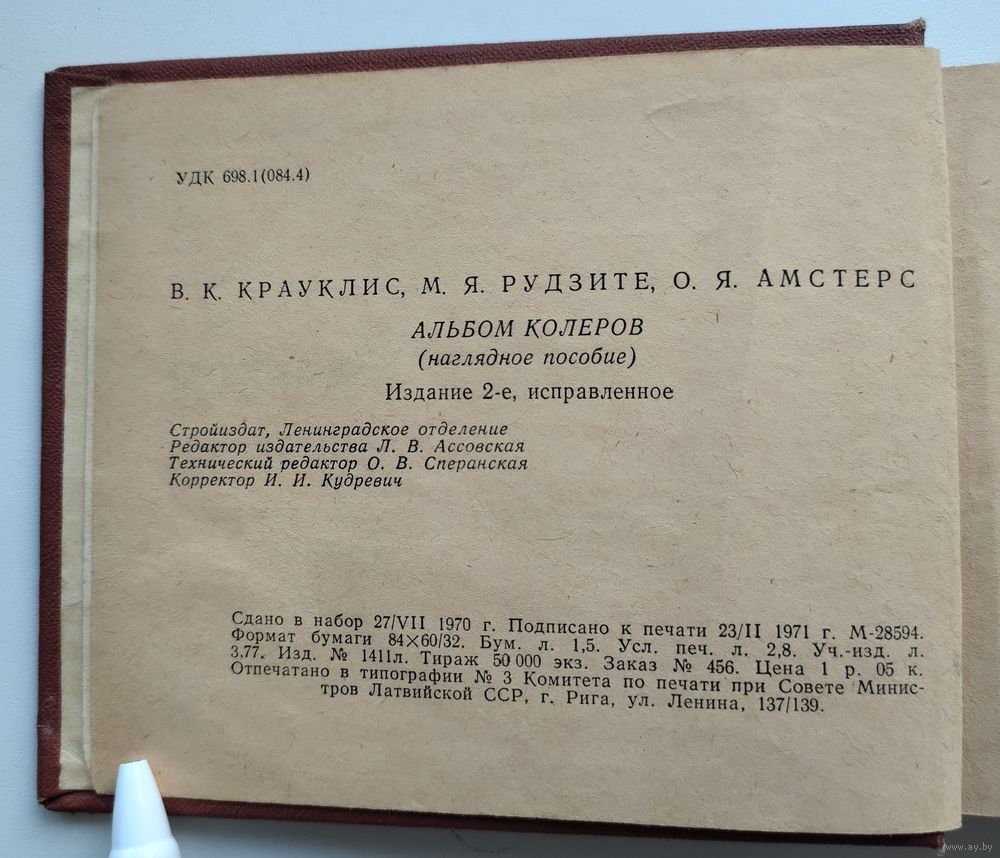 УДК 698.1(084.4)
В. К. КРАУКЛИС, М. Я. РУДЗИТЕ, О. Я. АМСТЕРС
АЛЬБОМ КОЛЕРОВ
(наглядное пособие)
Издание 2-е, исправленное
Стройиздат, Ленинградское отделение
Редактор издательства Л. В. Ассовская
Технический редактор О. В. Сперанская
Корректор И. И. Кудревич
Сдано в набор 27/VII 1970 г. Подписано к печати 23/II 1971 г. М-28594.
Формат бумаги 84×60/32. Бум. л. 1,5. Усл. печ. л. 2,8. Уч.-изд. л.
3,77. Изд. № 1411л. Тираж 50 000 экз. Заказ № 456. Цена 1 р. 05 к.
Отпечатано в типографии № 3 Комитета по печати при Совете Минис-
тров Латвийской ССР, г. Рига, ул. Ленина, 137/139.
www.ay.by